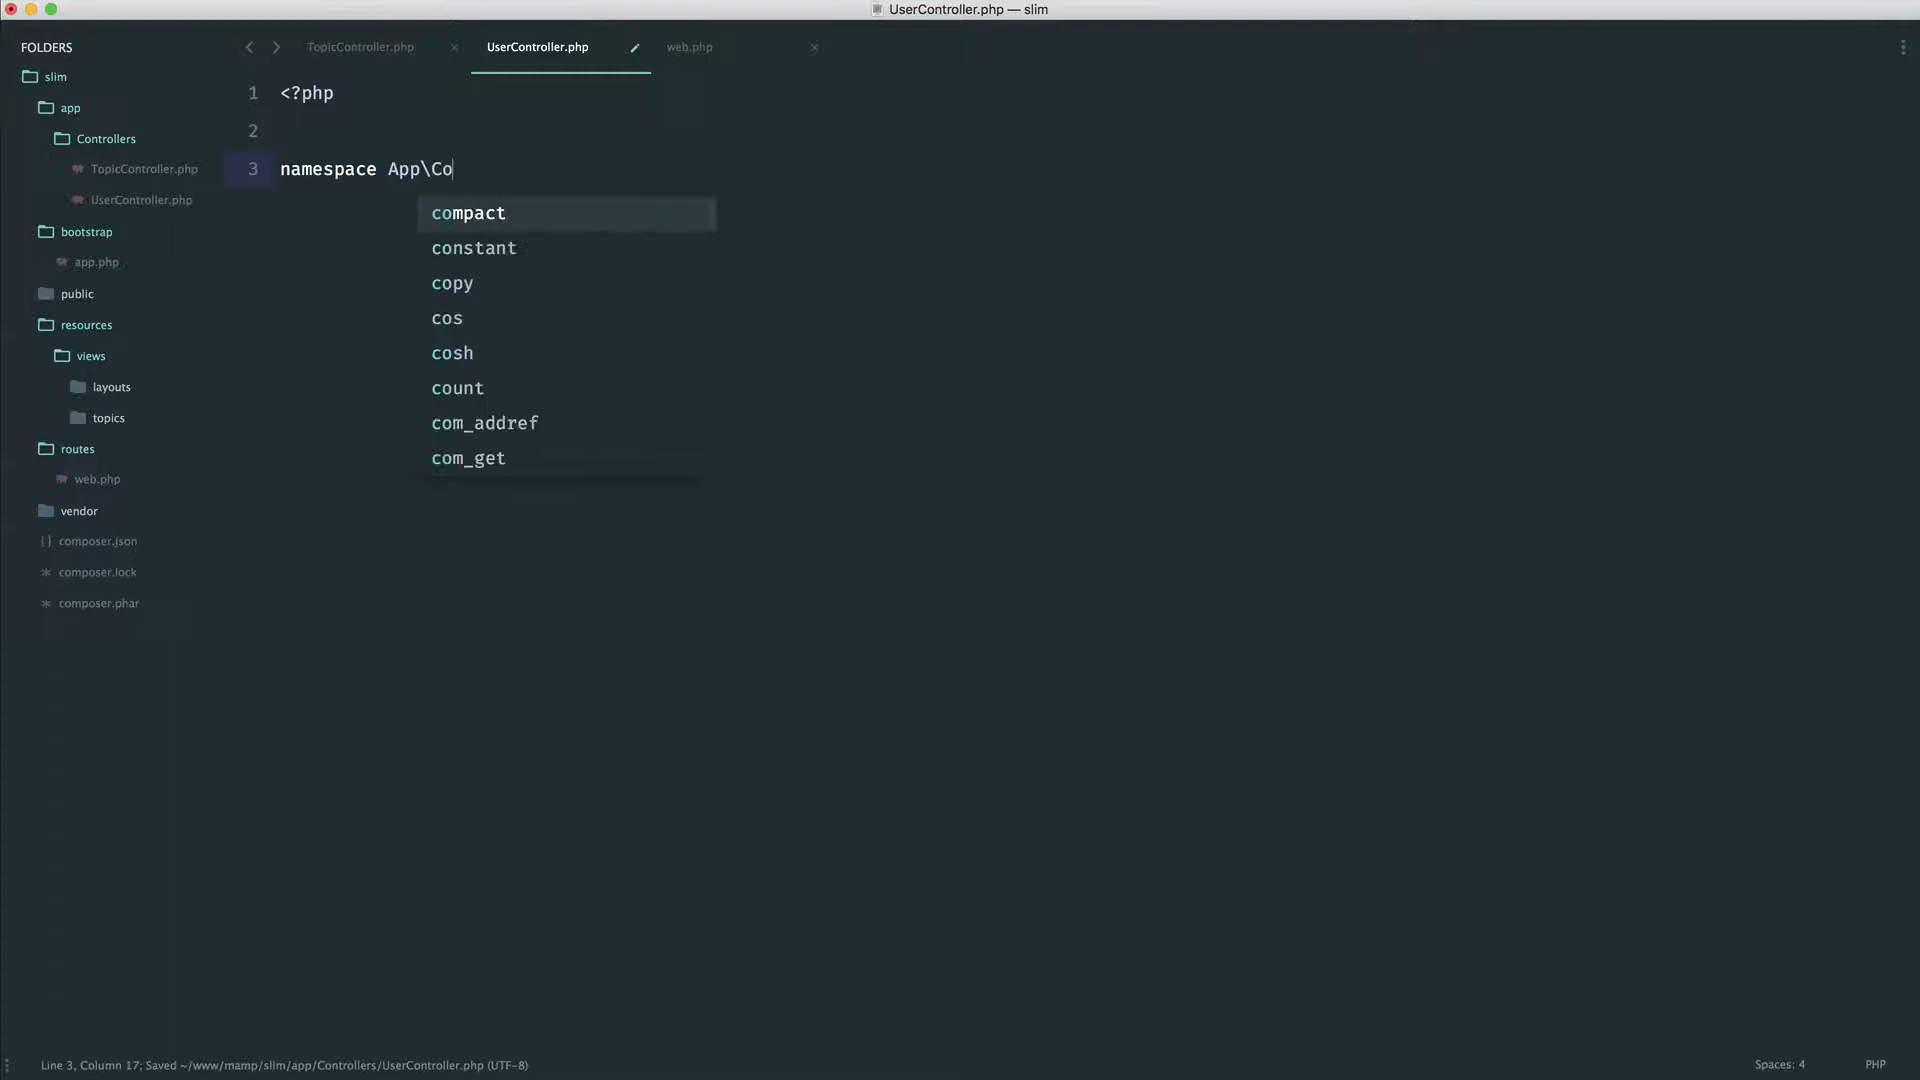 UserController.php — slim
FOLDERS
slim
app
Controllers
TopicController.php
UserController.php
bootstrap
app.php
public
resources
views
layouts
topics
routes
web.php
vendor
{} composer.json
* composer.lock
* composer.phar
TopicController.php ×
UserController.php
web.php ×
1 <?php
2
3 namespace App\Co
compact
constant
copy
cos
cosh
count
com_addref
com_get
Line 3, Column 17; Saved ~/www/mamp/slim/app/Controllers/UserController.php (UTF-8)
Spaces: 4
PHP